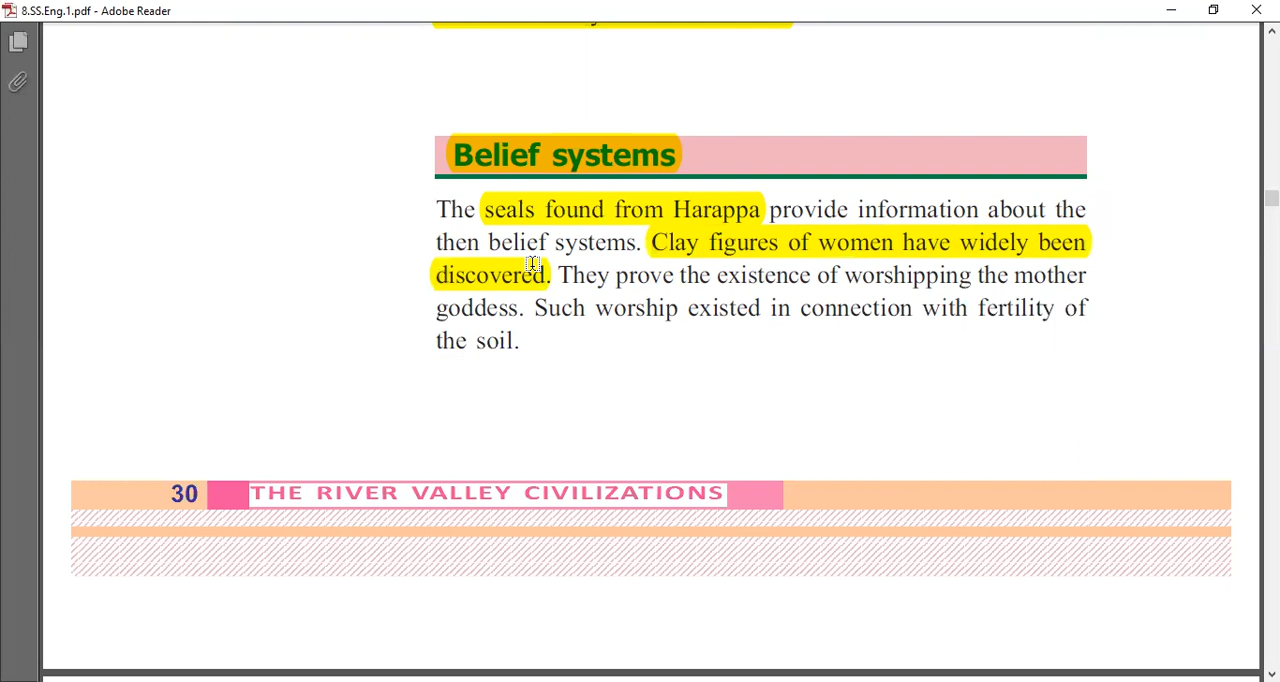 8.SS.Eng.1.pdf - Adobe Reader
Belief systems
The seals found from Harappa provide information about the
then belief systems. Clay figures of women have widely been
discovered. They prove the existence of worshipping the mother
goddess. Such worship existed in connection with fertility of
the soil.
30 THE RIVER VALLEY CIVILIZATIONS